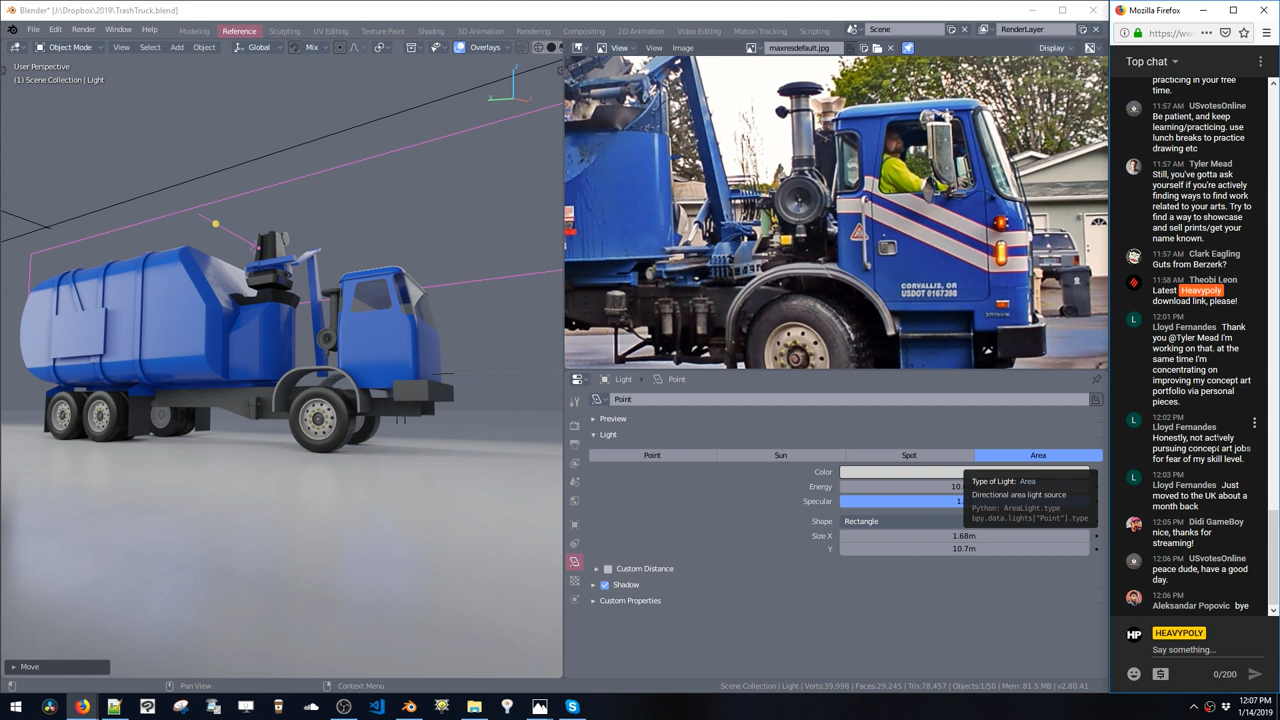 Blender* [J:\Dropbox\2019\TrashTruck.blend]
File Edit Render Window Help Modeling Reference Sculpting UV Editing Texture Paint Shading Animation Rendering Compositing 2D Animation Video Editing Motion Tracking Scripting Scene RenderLayer
Object Mode View Select Add Object Global Mix Overlays
User Perspective
(1) Scene Collection | Light
Move
View View Image maxresdefault.jpg Display
CORVALLIS, OR
USDOT 0167398
Light Point
Point
Preview
Light
Point Sun Spot Area
Color
Energy 10.
Specular 1.
Shape Rectangle
Size X 1.68m
Y 10.7m
Custom Distance
Shadow
Custom Properties
Type of Light: Area
Directional area light source
Python: AreaLight.type
bpy.data.lights["Point"].type
Pan View Context Menu
Scene Collection | Light | Verts:39,998 | Faces:29,245 | Tris:78,457 | Objects:1/50 | Mem: 81.5 MB | v2.80.41
Mozilla Firefox
https://ww
Top chat
practicing in your free
time.
11:57 AM USvotesOnline
Be patient, and keep
learning/practicing. use
lunch breaks to practice
drawing etc
11:57 AM Tyler Mead
Still, you've gotta ask
yourself if you're actively
finding ways to find work
related to your arts. Try to
find a way to showcase
and sell prints/get your
name known.
11:57 AM Clark Eagling
Guts from Berzerk?
11:58 AM Theobi Leon
Latest Heavypoly
download link, please!
12:01 PM
Lloyd Fernandes Thank
you @Tyler Mead I'm
working on that. at the
same time I'm
concentrating on
improving my concept art
portfolio via personal
pieces.
12:02 PM
Lloyd Fernandes
Honestly, not actively
pursuing concept art jobs
for fear of my skill level.
12:03 PM
Lloyd Fernandes Just
moved to the UK about a
month back
12:05 PM Didi GameBoy
nice, thanks for
streaming!
12:06 PM USvotesOnline
peace dude, have a good
day.
12:06 PM
Aleksandar Popovic bye
HP HEAVYPOLY
Say something...
0/200
12:07 PM
1/14/2019